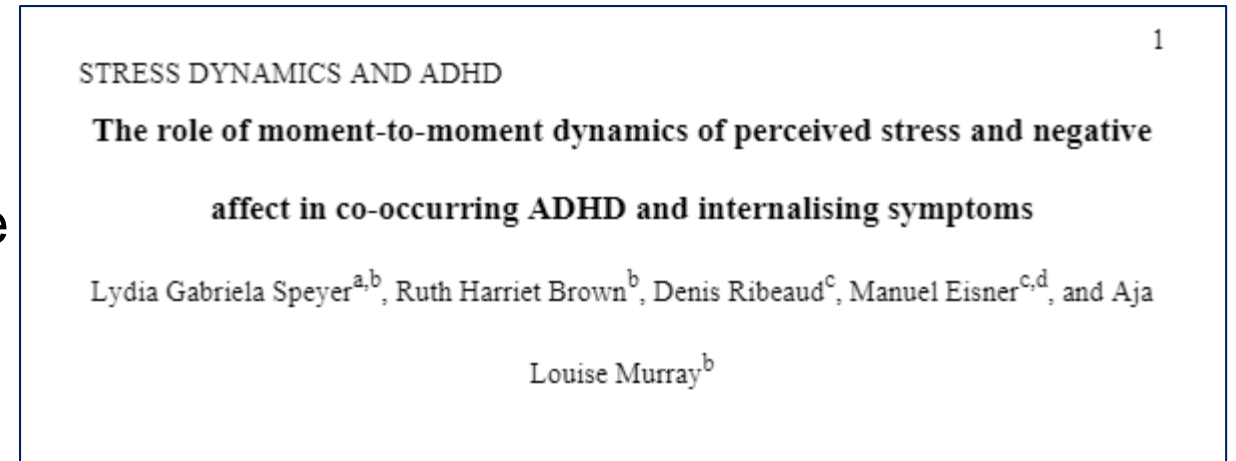 1
STRESS DYNAMICS AND ADHD
The role of moment-to-moment dynamics of perceived stress and negative
affect in co-occurring ADHD and internalising symptoms
e
Lydia Gabriela Speyerᵃ,ᵇ, Ruth Harriet Brownᵇ, Denis Ribeaudᶜ, Manuel Eisnerᶜ,ᵈ, and Aja
Louise Murrayᵇ